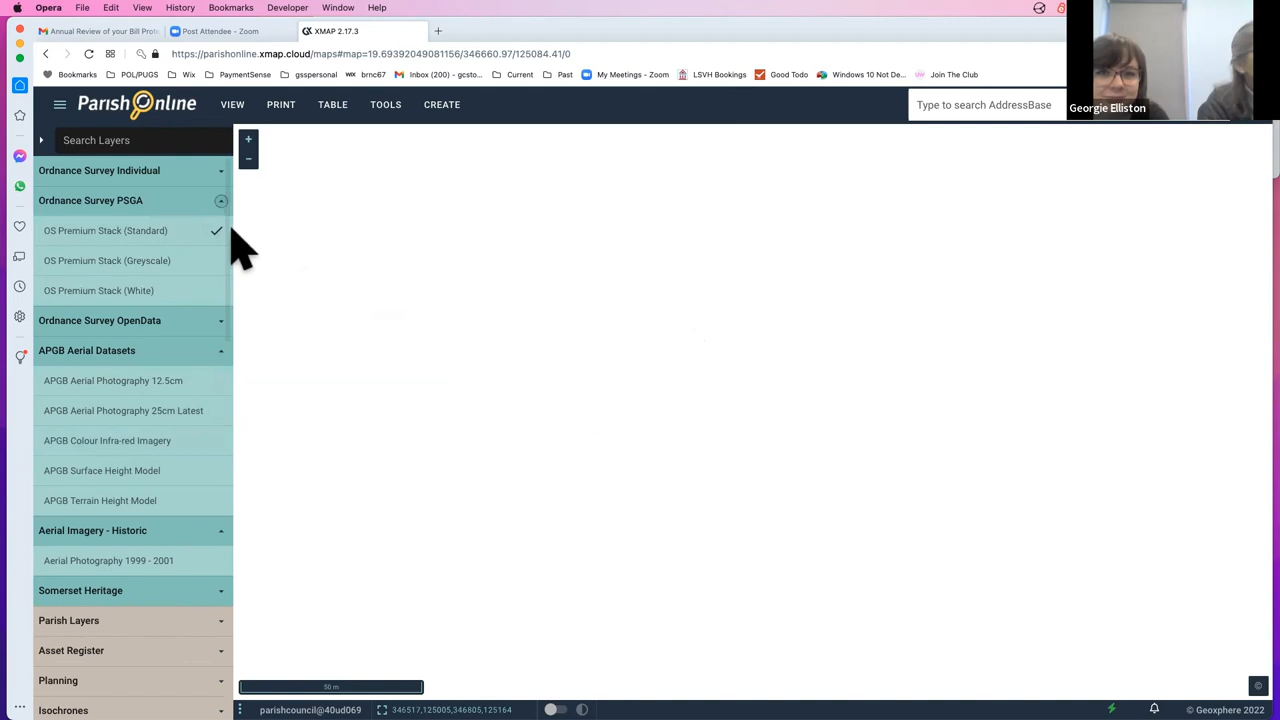 Opera File Edit View History Bookmarks Developer Window Help
Annual Review of your Bill Prot
Post Attendee - Zoom
XMAP 2.17.3
https://parishonline.xmap.cloud/maps#map=19.69392049081156/346660.97/125084.41/0
Bookmarks POL/PUGS Wix PaymentSense gsspersonal brnc67 Inbox (200) - gcsto... Current Past My Meetings - Zoom LSVH Bookings Good Todo Windows 10 Not De... Join The Club
Georgie Elliston
Parish Online VIEW PRINT TABLE TOOLS CREATE
Type to search AddressBase
Search Layers
Ordnance Survey Individual
Ordnance Survey PSGA
OS Premium Stack (Standard)
OS Premium Stack (Greyscale)
OS Premium Stack (White)
Ordnance Survey OpenData
APGB Aerial Datasets
APGB Aerial Photography 12.5cm
APGB Aerial Photography 25cm Latest
APGB Colour Infra-red Imagery
APGB Surface Height Model
APGB Terrain Height Model
Aerial Imagery - Historic
Aerial Photography 1999 - 2001
Somerset Heritage
Parish Layers
Asset Register
Planning
Isochrones
+
−
50 m
©
parishcouncil@40ud069
346517,125005,346805,125164
© Geoxphere 2022